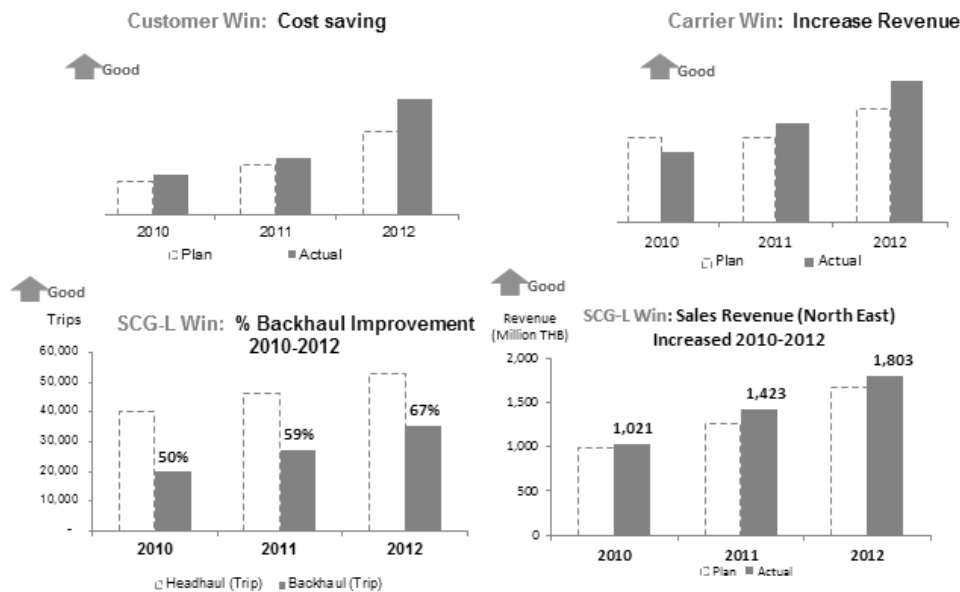 Customer Win: Cost saving
Good
2010
2011
2012
Plan
Actual
Carrier Win: Increase Revenue
Good
2010
2011
2012
Plan
Actual
Good
Trips
SCG-L Win: % Backhaul Improvement
2010-2012
60,000
50,000
40,000
30,000
20,000
10,000
-
50%
59%
67%
2010
2011
2012
Headhaul (Trip)
Backhaul (Trip)
Good
Revenue
(Million THB)
SCG-L Win: Sales Revenue (North East)
Increased 2010-2012
2,000
1,500
1,000
500
0
1,021
1,423
1,803
2010
2011
2012
Plan
Actual